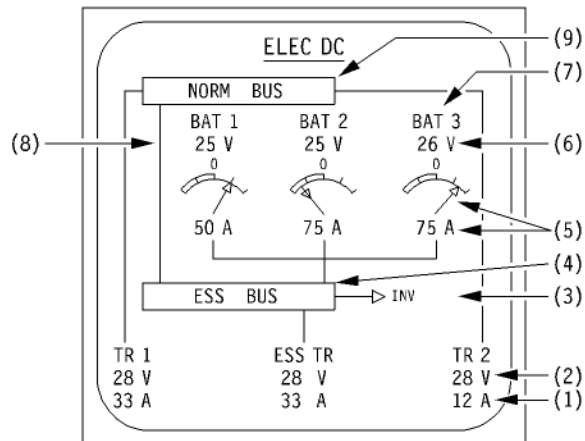 ELEC DC
(9)
NORM BUS
(7)
BAT 1 BAT 2 BAT 3
(8)
25 V 25 V 26 V
(6)
0 0 0
50 A 75 A 75 A
(5)
(4)
ESS BUS
INV
(3)
TR 1 ESS TR TR 2
28 V 28 V 28 V
(2)
33 A 33 A 12 A
(1)